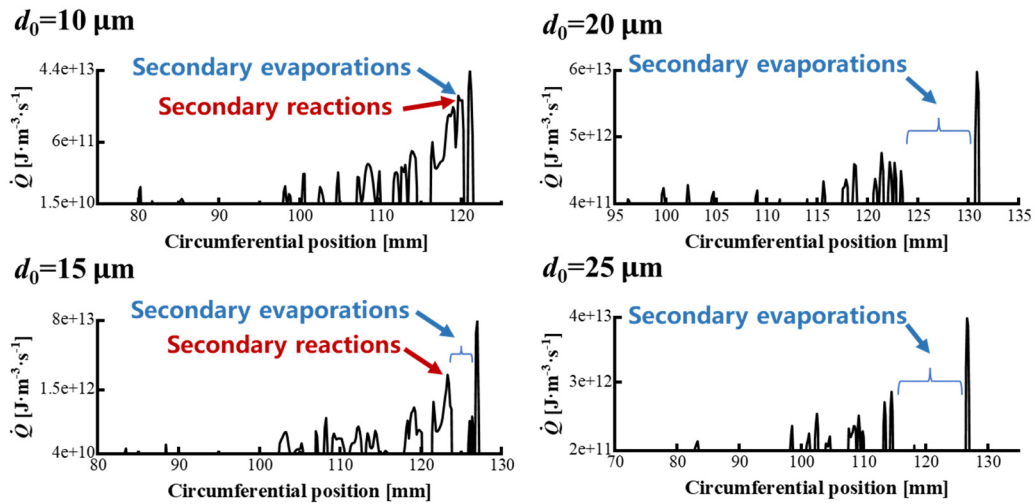 d₀=10 μm
4.4e+13
6e+11
1.5e+10
Q̇ [J·m⁻³·s⁻¹]
Secondary evaporations
Secondary reactions
80 90 100 110 120
Circumferential position [mm]
d₀=20 μm
6e+13
5e+12
4e+11
Q̇ [J·m⁻³·s⁻¹]
Secondary evaporations
95 100 105 110 115 120 125 130 135
Circumferential position [mm]
d₀=15 μm
8e+13
1.5e+12
4e+10
Q̇ [J·m⁻³·s⁻¹]
Secondary evaporations
Secondary reactions
80 90 100 110 120 130
Circumferential position [mm]
d₀=25 μm
4e+13
3e+12
2e+11
Q̇ [J·m⁻³·s⁻¹]
Secondary evaporations
70 80 90 100 110 120 130
Circumferential position [mm]